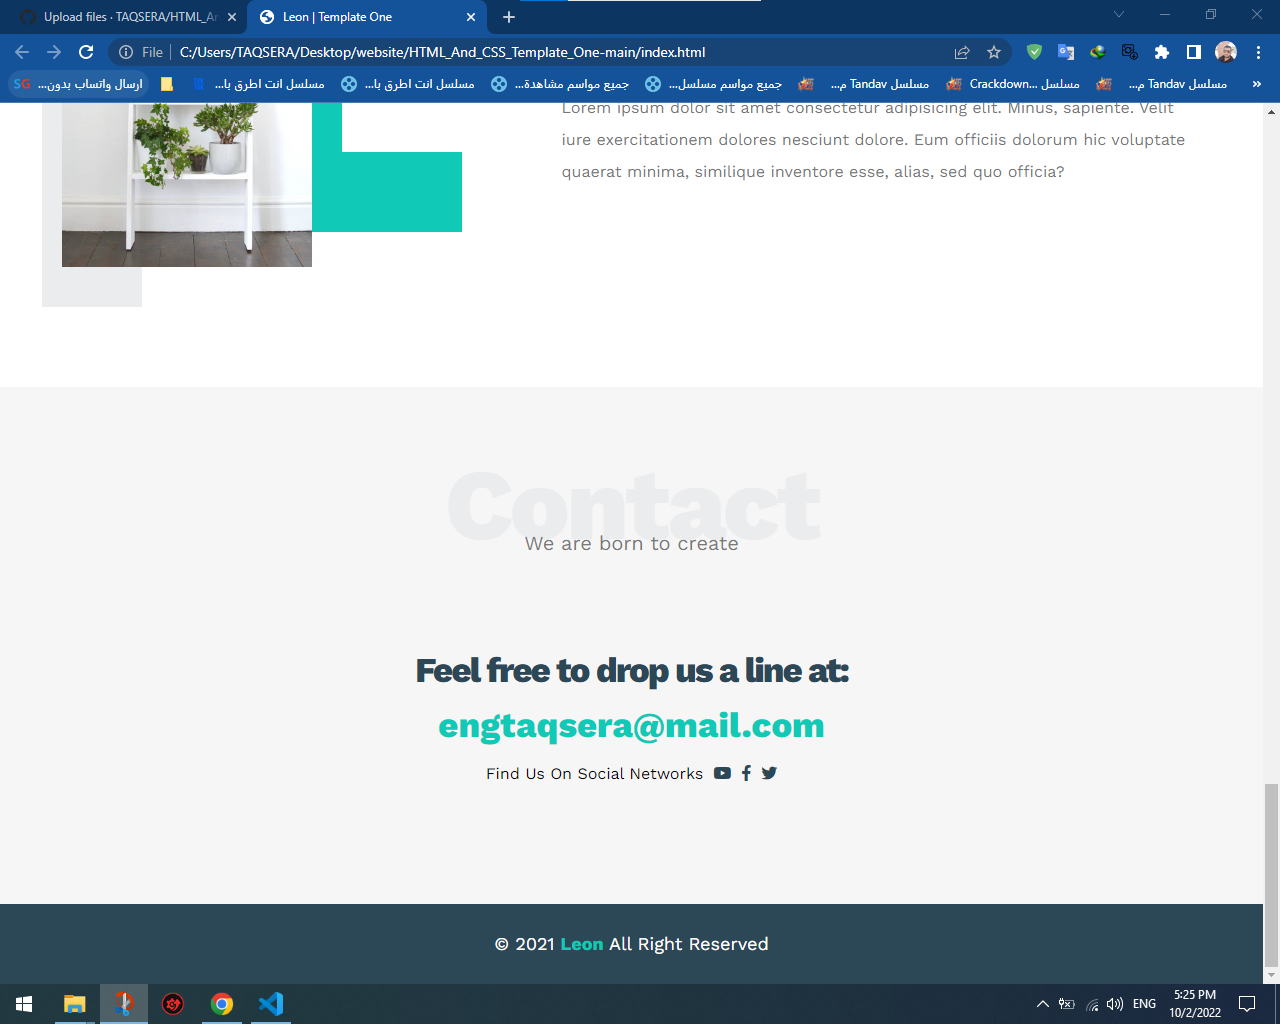 Upload files · TAQSERA/HTML_An
Leon | Template One
File
C:/Users/TAQSERA/Desktop/website/HTML_And_CSS_Template_One-main/index.html
SG ارسال واتساب بدون...
مسلسل انت اطرق با...
مسلسل انت اطرق با...
جميع مواسم مشاهدة...
جميع مواسم مسلسل...
مسلسل Tandav م...
مسلسل Crackdown...
مسلسل Tandav م...
»
Lorem ipsum dolor sit amet consectetur adipisicing elit. Minus, sapiente. Velit
iure exercitationem dolores nesciunt dolore. Eum officiis dolorum hic voluptate
quaerat minima, similique inventore esse, alias, sed quo officia?
Contact
We are born to create
Feel free to drop us a line at:
engtaqsera@mail.com
Find Us On Social Networks
© 2021 Leon All Right Reserved
ENG
5:25 PM
10/2/2022